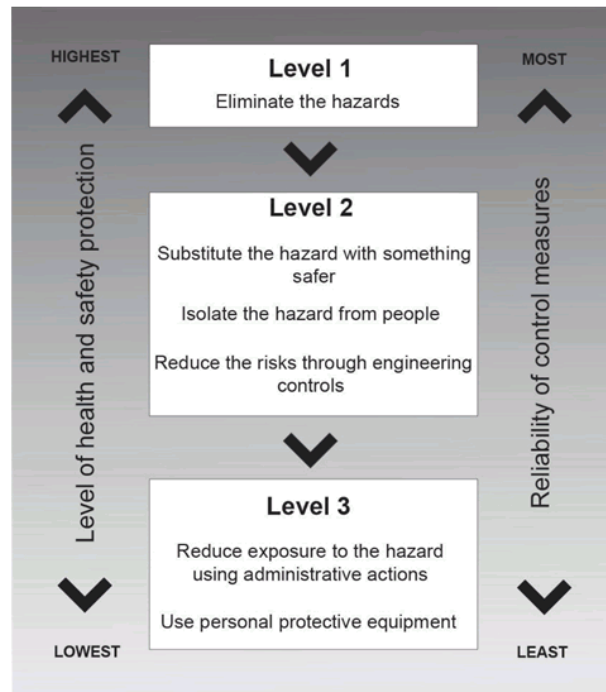 HIGHEST
MOST
Level 1
Eliminate the hazards
Level of health and safety protection
Reliability of control measures
Level 2
Substitute the hazard with something
safer
Isolate the hazard from people
Reduce the risks through engineering
controls
Level 3
Reduce exposure to the hazard
using administrative actions
Use personal protective equipment
LOWEST
LEAST